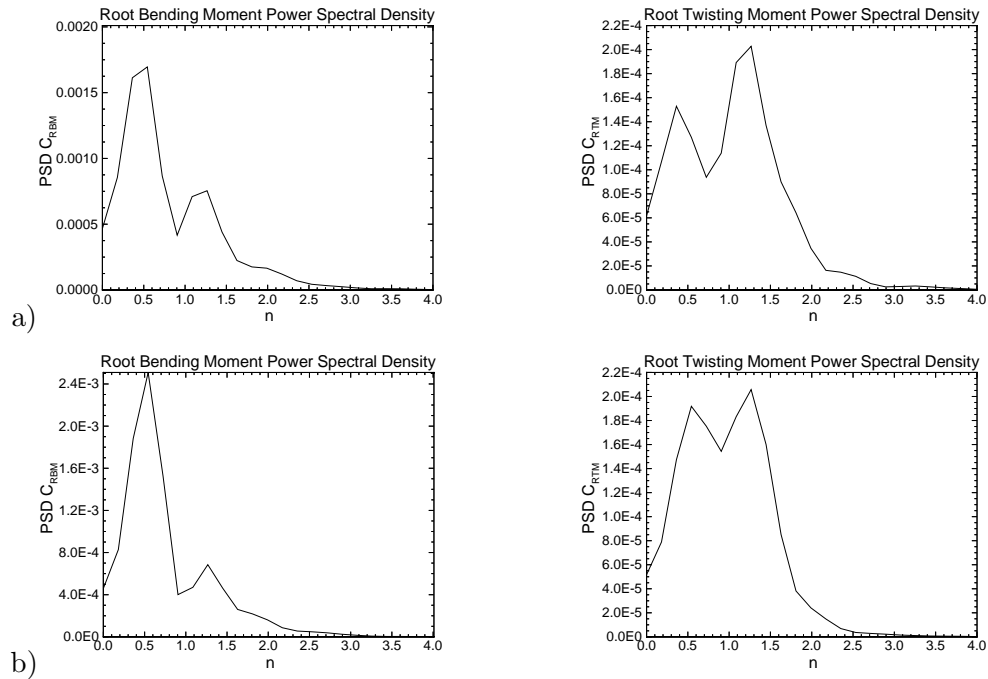 Root Bending Moment Power Spectral Density
0.0020
0.0015
0.0010
0.0005
0.0000
PSD C_RBM
0.0 0.5 1.0 1.5 2.0 2.5 3.0 3.5 4.0
n
Root Twisting Moment Power Spectral Density
2.2E-4
2.0E-4
1.8E-4
1.6E-4
1.4E-4
1.2E-4
1.0E-4
8.0E-5
6.0E-5
4.0E-5
2.0E-5
0.0E0
PSD C_RTM
0.0 0.5 1.0 1.5 2.0 2.5 3.0 3.5 4.0
n
a)
Root Bending Moment Power Spectral Density
2.4E-3
2.0E-3
1.6E-3
1.2E-3
8.0E-4
4.0E-4
0.0E0
PSD C_RBM
0.0 0.5 1.0 1.5 2.0 2.5 3.0 3.5 4.0
n
Root Twisting Moment Power Spectral Density
2.2E-4
2.0E-4
1.8E-4
1.6E-4
1.4E-4
1.2E-4
1.0E-4
8.0E-5
6.0E-5
4.0E-5
2.0E-5
0.0E0
PSD C_RTM
0.0 0.5 1.0 1.5 2.0 2.5 3.0 3.5 4.0
n
b)